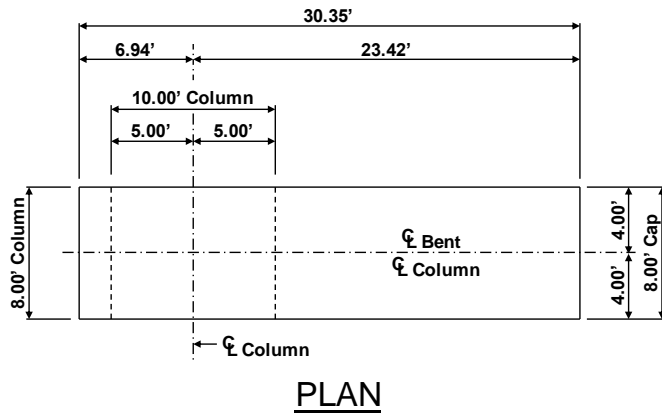 30.35’
6.94’ 23.42’
10.00’ Column
5.00’ 5.00’
8.00’ Column
℄ Bent
℄ Column
4.00’
4.00’
8.00’ Cap
℄ Column
PLAN